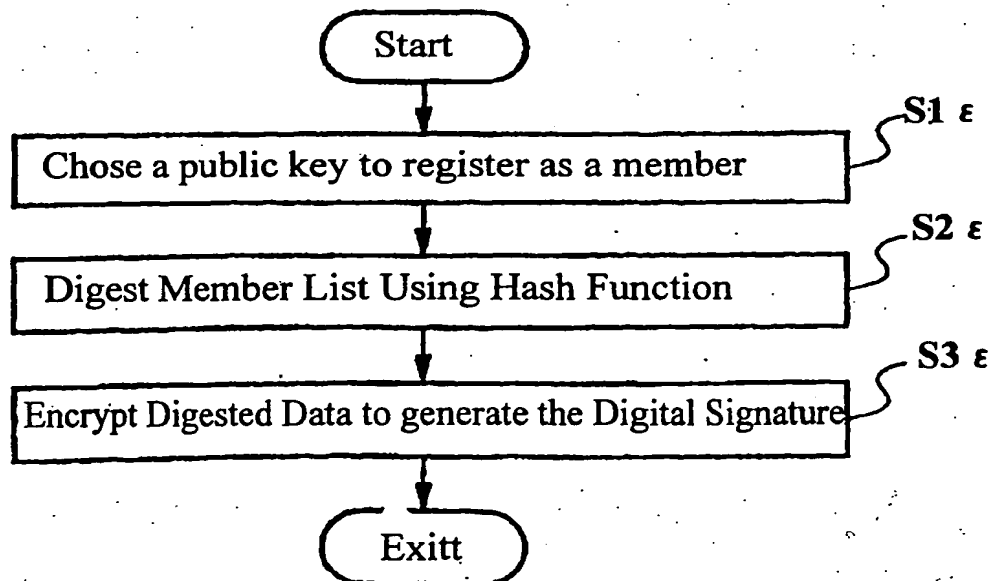 Start
S1 ε
Chose a public key to register as a member
S2 ε
Digest Member List Using Hash Function
S3 ε
Encrypt Digested Data to generate the Digital Signature
Exitt